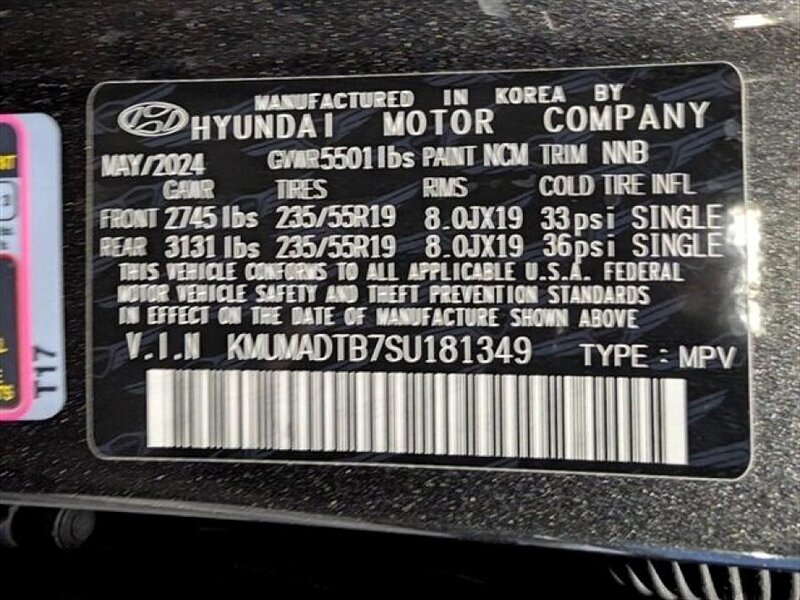 MANUFACTURED IN KOREA BY
HYUNDAI MOTOR COMPANY
MAY/2024 GVWR 5501 lbs PAINT NCM TRIM NNB
GAWR TIRES RMS COLD TIRE INFL
FRONT 2745 lbs 235/55R19 8.0JX19 33 psi SINGLE
REAR 3131 lbs 235/55R19 8.0JX19 36 psi SINGLE
THIS VEHICLE CONFORMS TO ALL APPLICABLE U.S.A. FEDERAL
MOTOR VEHICLE SAFETY AND THEFT PREVENTION STANDARDS
IN EFFECT ON THE DATE OF MANUFACTURE SHOWN ABOVE
V.I.N KMUMADTB7SU181349 TYPE : MPV
T17